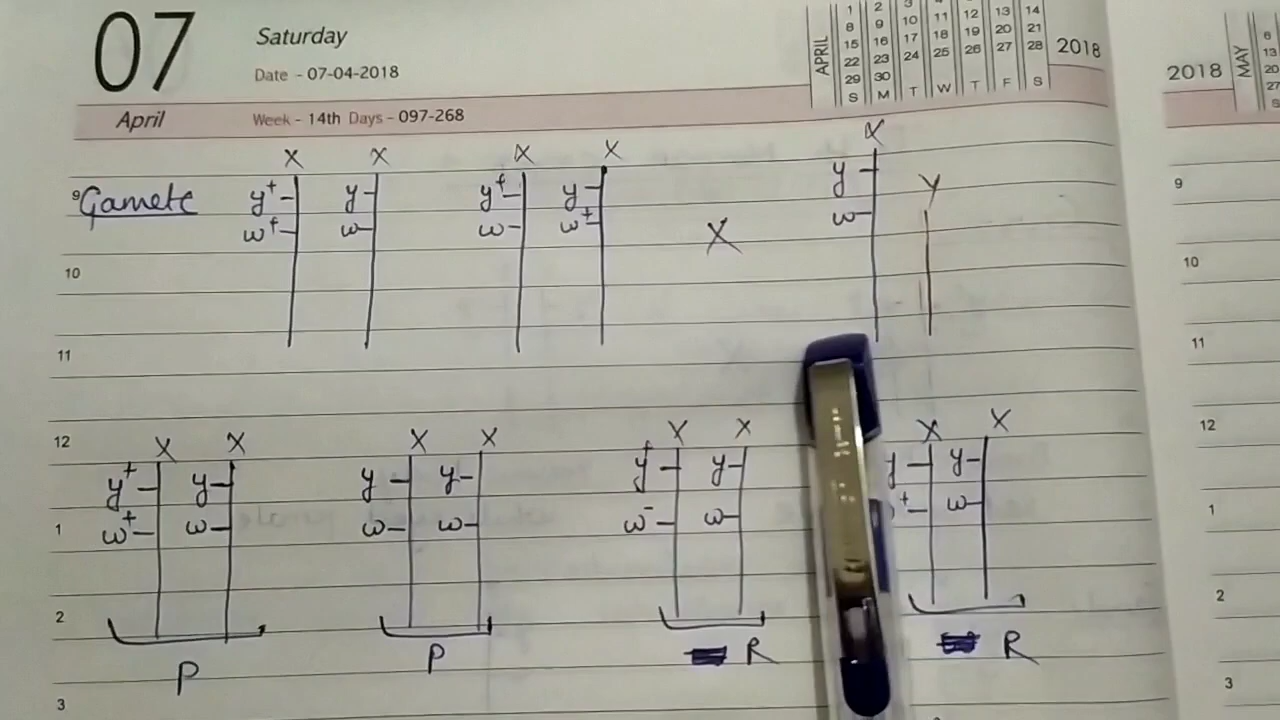 07 Saturday
Date - 07-04-2018
April Week - 14th Days - 097-268
APRIL 1 8 15 22 29 S
2 9 16 23 30 M
3 10 17 24 T
4 11 18 25 W
12 19 26 T
13 20 27 F
14 21 28 S
2018
2018 MAY 6 13 20 27
X X X X X Y
9 Gamete y+ y y+ y y
w+ w w w+ w
X
10
11
12 X X X X X X X X
y+ y y y y+ y y y
1 w+ w w w w- w + w
2
P P R R
3
9
10
11
12
1
2
3